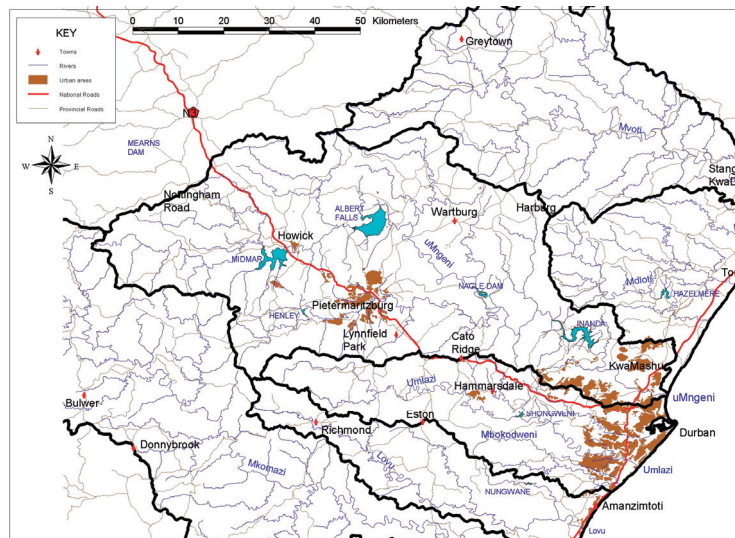 0 10 20 30 40 50 Kilometers
KEY
Towns
Rivers
Urban areas
National Roads
Provincial Roads
N
W E
S
N3
Greytown
MEARNS
DAM
Mvoti
Nottingham
Road
ALBERT
FALLS
Wartburg
Harburg
Stang
KwaD
Howick
uMngeni
MIDMAR
Mdloti
To
NAGLE DAM
HAZELMERE
Pietermaritzburg
HENLEY
Lynnfield
Park
INANDA
Cato
Ridge
KwaMashu
Umlazi
Hammarsdale
Bulwer
uMngeni
Eston
SHONGWENI
Richmond
Mbokodweni
Durban
Donnybrook
Mkomazi
Lovu
Umlazi
NUNGWANE
Amanzimtoti
Lovu